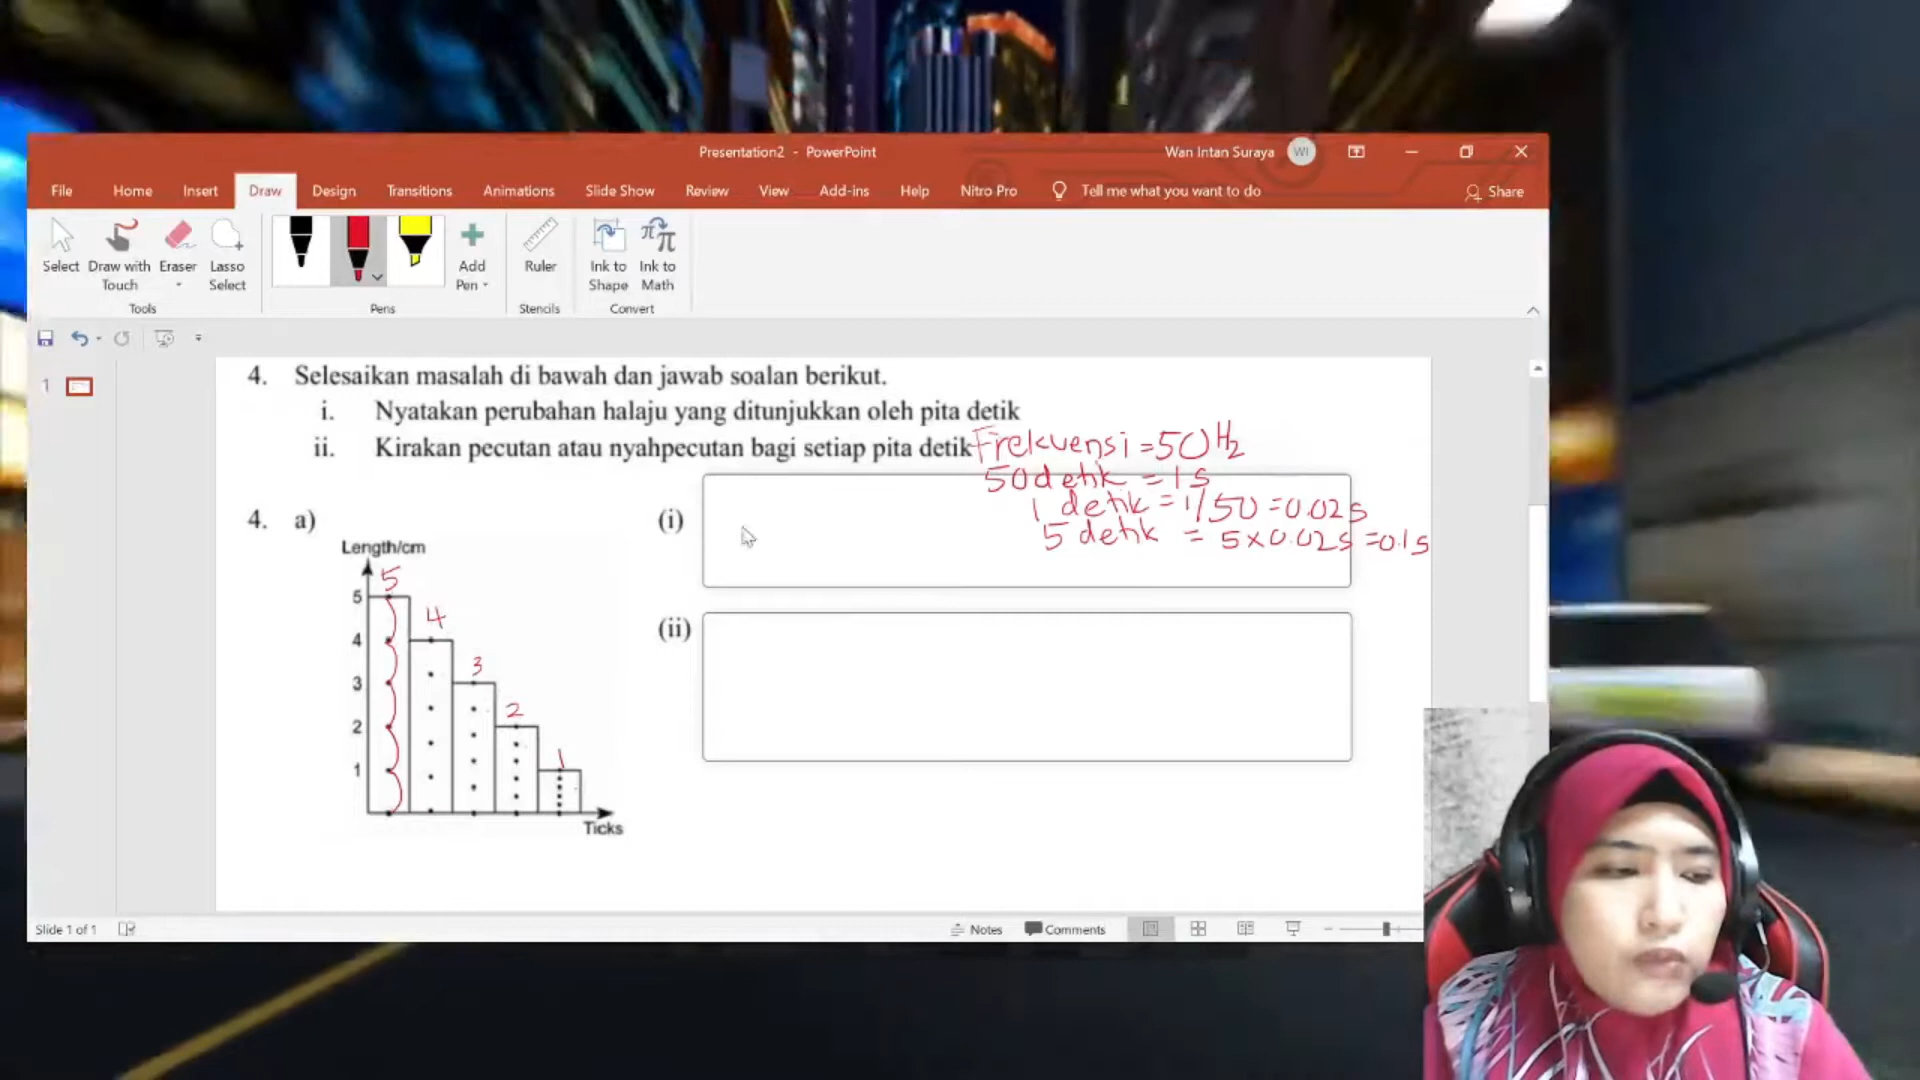 Presentation2 - PowerPoint
Wan Intan Suraya WI
File Home Insert Draw Design Transitions Animations Slide Show Review View Add-ins Help Nitro Pro Tell me what you want to do Share
Select Draw with Touch Eraser Lasso Select Add Pen Ruler Ink to Shape Ink to Math
Tools Pens Stencils Convert
1
4. Selesaikan masalah di bawah dan jawab soalan berikut.
i. Nyatakan perubahan halaju yang ditunjukkan oleh pita detik
ii. Kirakan pecutan atau nyahpecutan bagi setiap pita detik
Frekuensi = 50 Hz
50 detik = 1 s
1 detik = 1/50 = 0.02s
5 detik = 5 x 0.02s = 0.1s
4. a)
(i)
(ii)
Length/cm
5
4
3
2
1
5
4
3
2
1
Ticks
Slide 1 of 1
Notes Comments